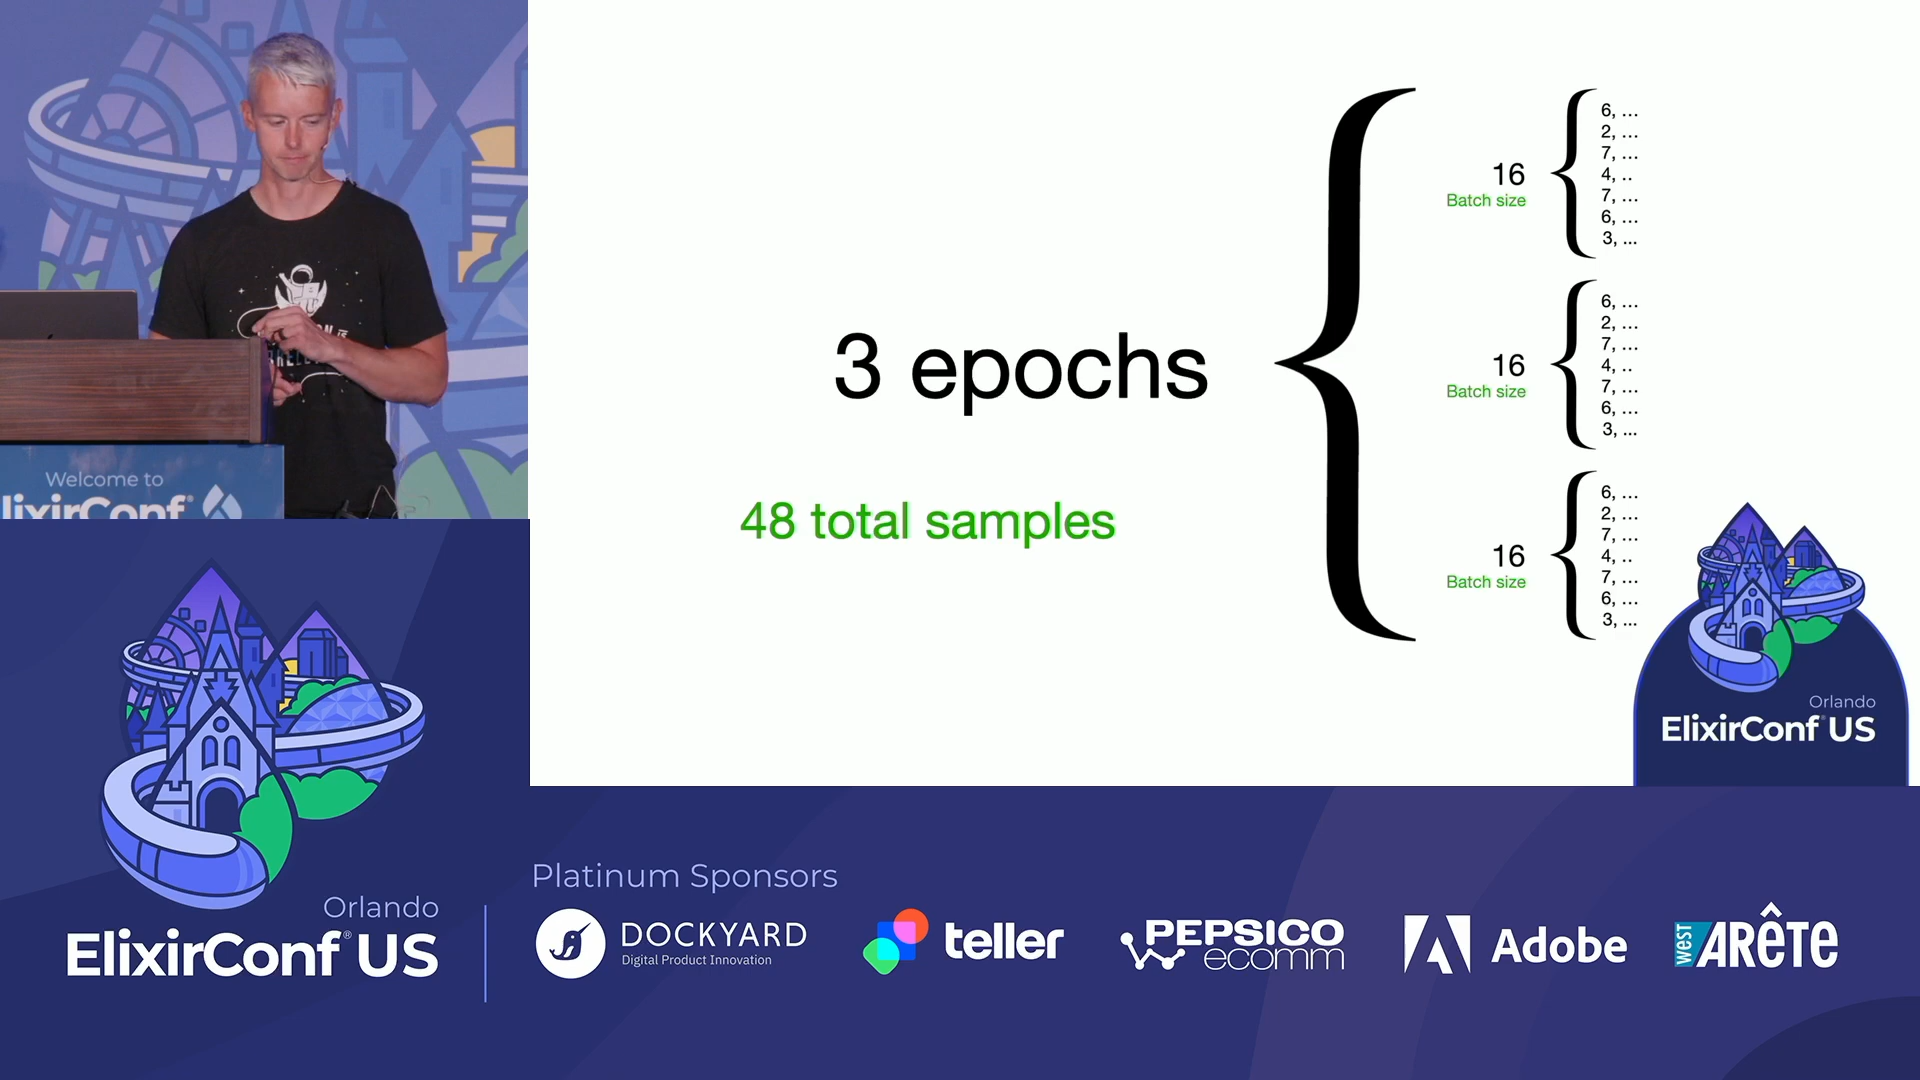 Welcome to
lixirConf
3 epochs
48 total samples
16
Batch size
6, ...
2, ...
7, ...
4, ..
7, ...
6, ...
3, ...
16
Batch size
6, ...
2, ...
7, ...
4, ..
7, ...
6, ...
3, ...
16
Batch size
6, ...
2, ...
7, ...
4, ..
7, ...
6, ...
3, ...
Orlando
ElixirConf US
Orlando
ElixirConf® US
Platinum Sponsors
DOCKYARD
Digital Product Innovation
teller
PEPSICO
ecomm
Adobe
west ARÊTE